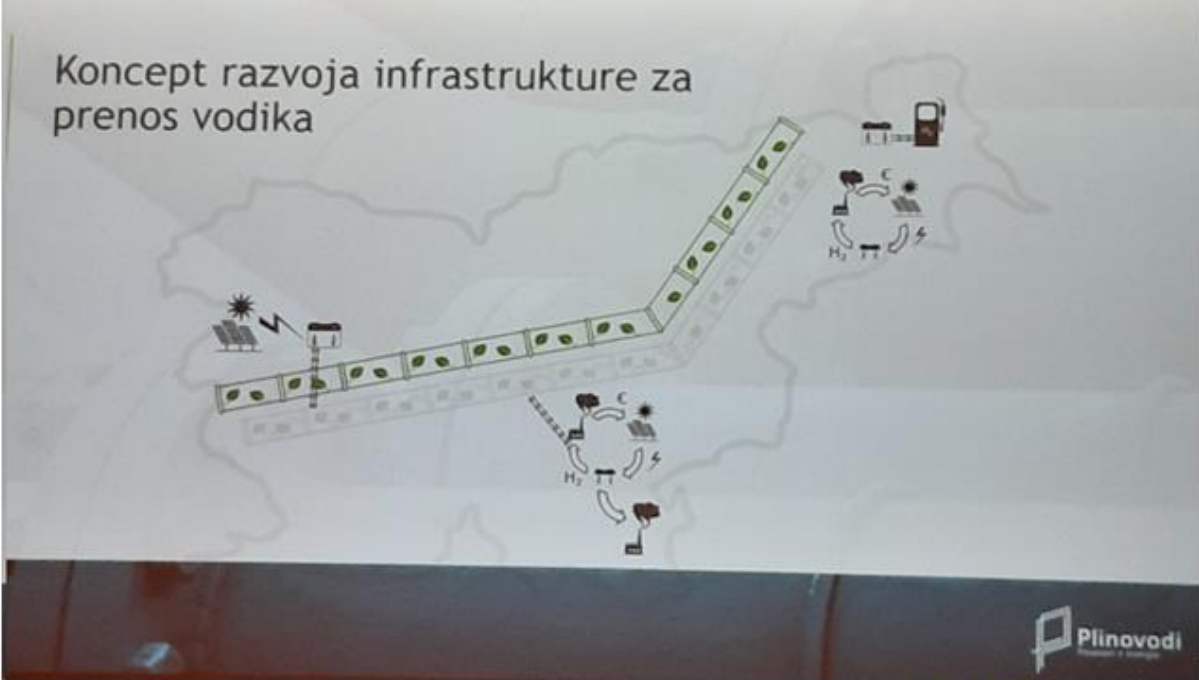 Koncept razvoja infrastrukture za
prenos vodika
€
H₂
€
H₂
Plinovodi